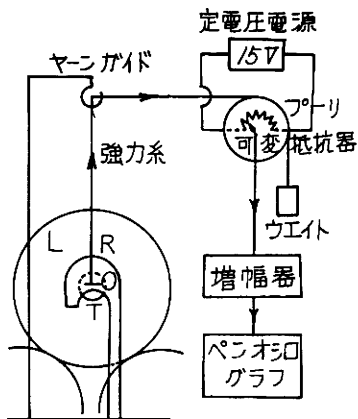 定電圧電源
15V
ヤーンガイド
プーリ
可変抵抗器
強力糸
ウエイト
L
R
O
T
増幅器
ペンオシロ
グラフ